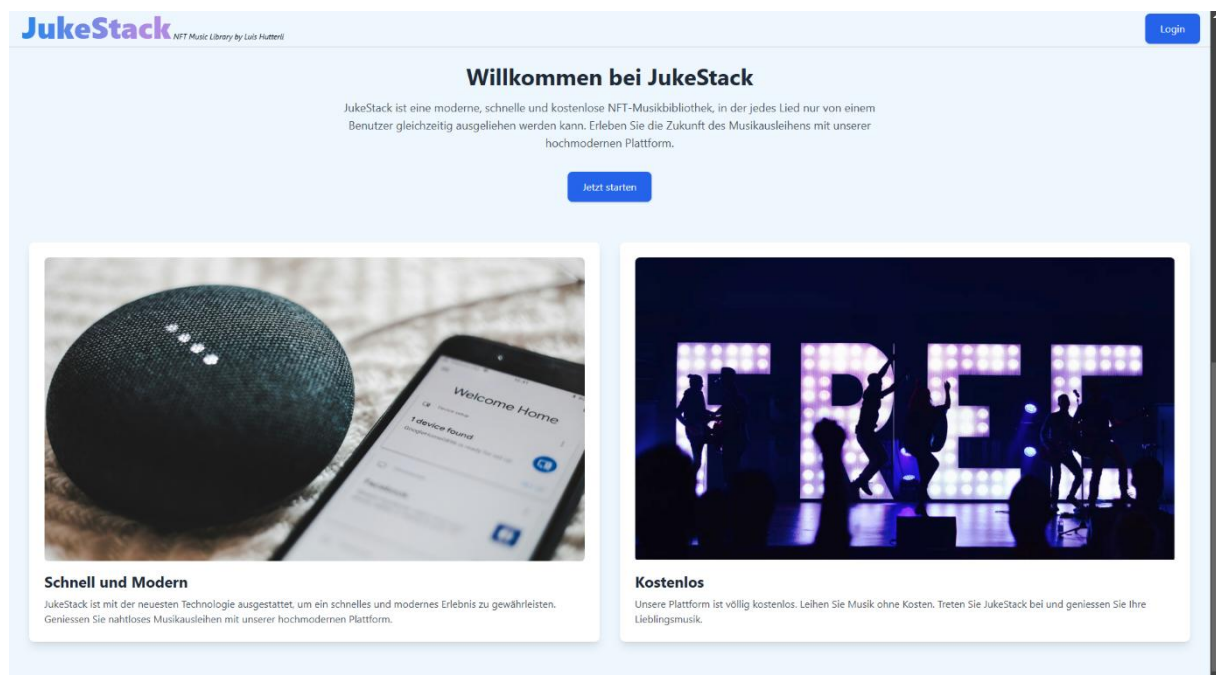 JukeStack NFT Music Library by Luis Hutterli
Login
Willkommen bei JukeStack
JukeStack ist eine moderne, schnelle und kostenlose NFT-Musikbibliothek, in der jedes Lied nur von einem
Benutzer gleichzeitig ausgeliehen werden kann. Erleben Sie die Zukunft des Musikausleihens mit unserer
hochmodernen Plattform.
Jetzt starten
Welcome Home
1 device found
Facebook
FREE
Schnell und Modern
JukeStack ist mit der neuesten Technologie ausgestattet, um ein schnelles und modernes Erlebnis zu gewährleisten.
Geniessen Sie nahtloses Musikausleihen mit unserer hochmodernen Plattform.
Kostenlos
Unsere Plattform ist völlig kostenlos. Leihen Sie Musik ohne Kosten. Treten Sie JukeStack bei und geniessen Sie Ihre
Lieblingsmusik.